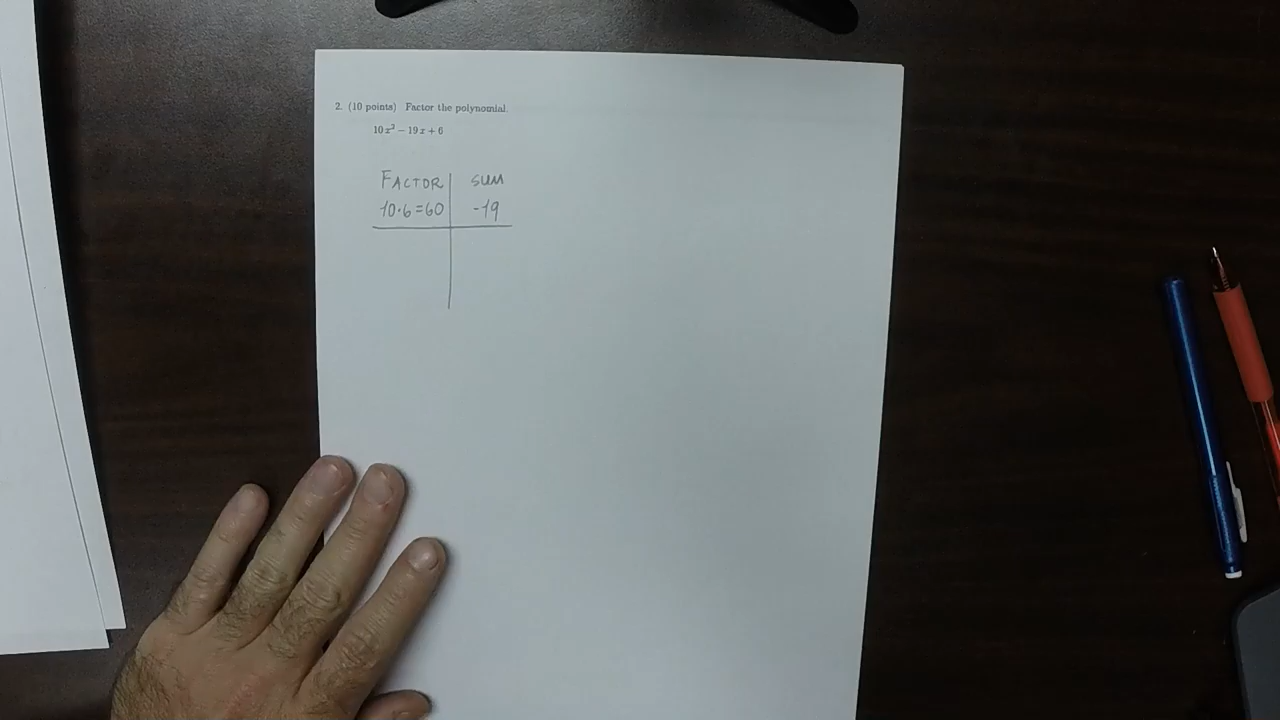 2. (10 points) Factor the polynomial.
10x² − 19x + 6
FACTOR SUM
10·6=60 -19